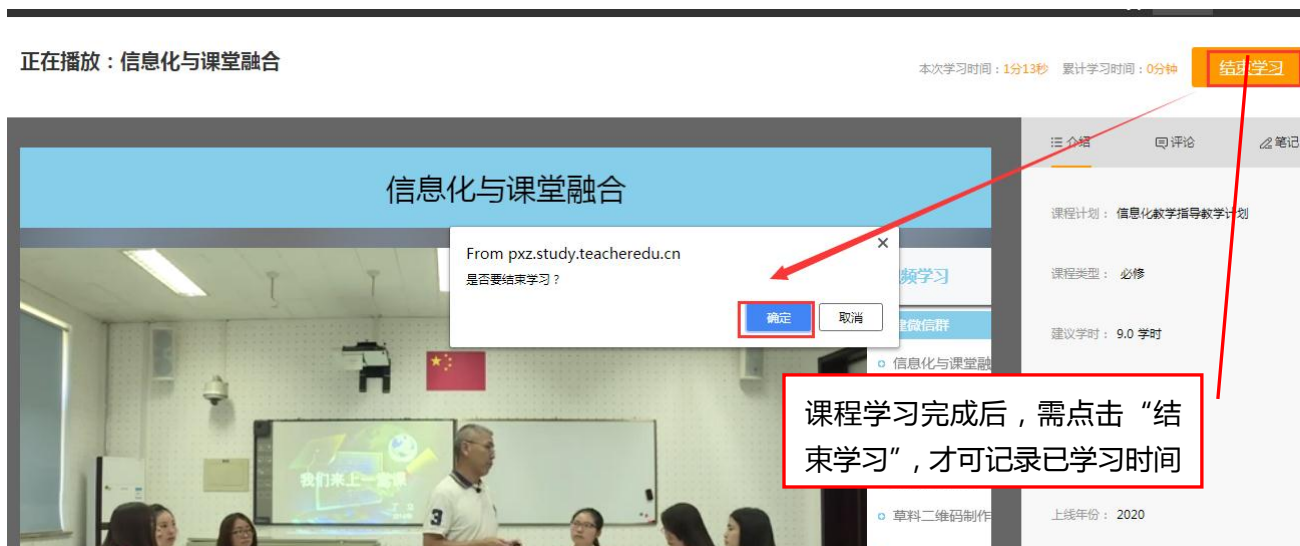 正在播放：信息化与课堂融合
本次学习时间：1分13秒 累计学习时间：0分钟
结束学习
介绍 评论 笔记
信息化与课堂融合
课程计划： 信息化教学指导教学计划
From pxz.study.teacheredu.cn
是否要结束学习？
确定 取消
频学习
课程类型： 必修
建微信群
建议学时： 9.0 学时
信息化与课堂融
课程学习完成后，需点击“结
束学习”，才可记录已学习时间
我们来上一堂课
3
草料二维码制作
上线年份： 2020